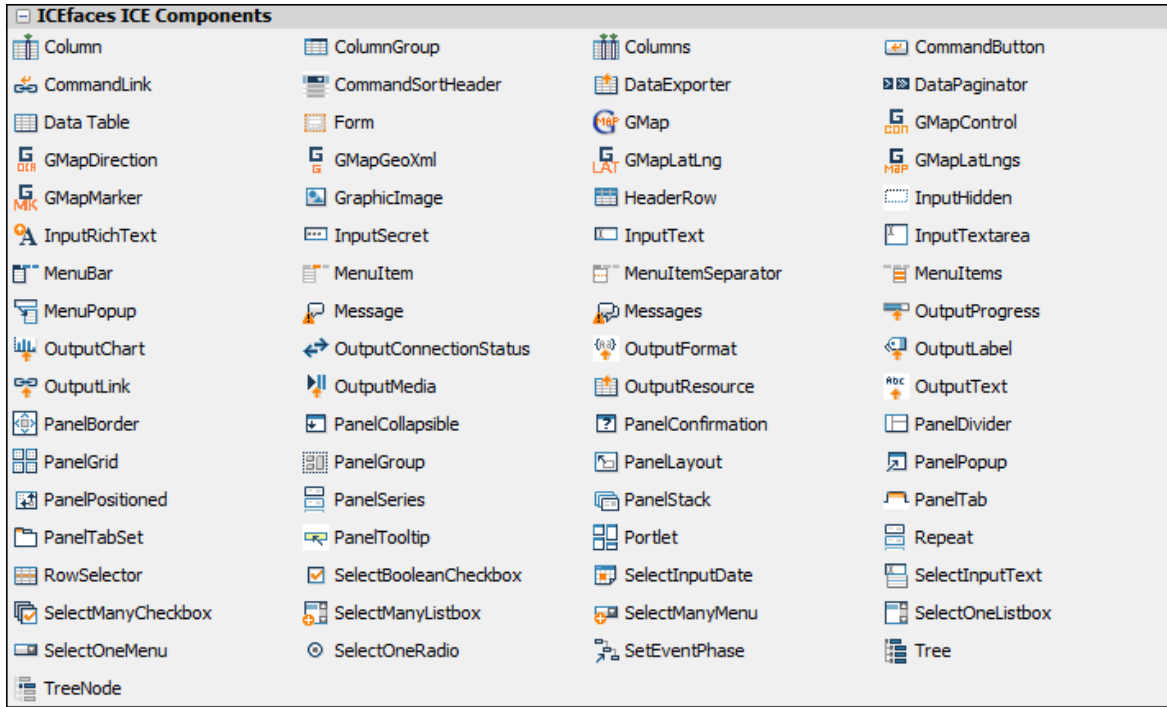 ICEfaces ICE Components
Column ColumnGroup Columns CommandButton
CommandLink CommandSortHeader DataExporter DataPaginator
Data Table Form GMap GMapControl
GMapDirection GMapGeoXml GMapLatLng GMapLatLngs
GMapMarker GraphicImage HeaderRow InputHidden
InputRichText InputSecret InputText InputTextarea
MenuBar MenuItem MenuItemSeparator MenuItems
MenuPopup Message Messages OutputProgress
OutputChart OutputConnectionStatus OutputFormat OutputLabel
OutputLink OutputMedia OutputResource OutputText
PanelBorder PanelCollapsible PanelConfirmation PanelDivider
PanelGrid PanelGroup PanelLayout PanelPopup
PanelPositioned PanelSeries PanelStack PanelTab
PanelTabSet PanelTooltip Portlet Repeat
RowSelector SelectBooleanCheckbox SelectInputDate SelectInputText
SelectManyCheckbox SelectManyListbox SelectManyMenu SelectOneListbox
SelectOneMenu SelectOneRadio SetEventPhase Tree
TreeNode